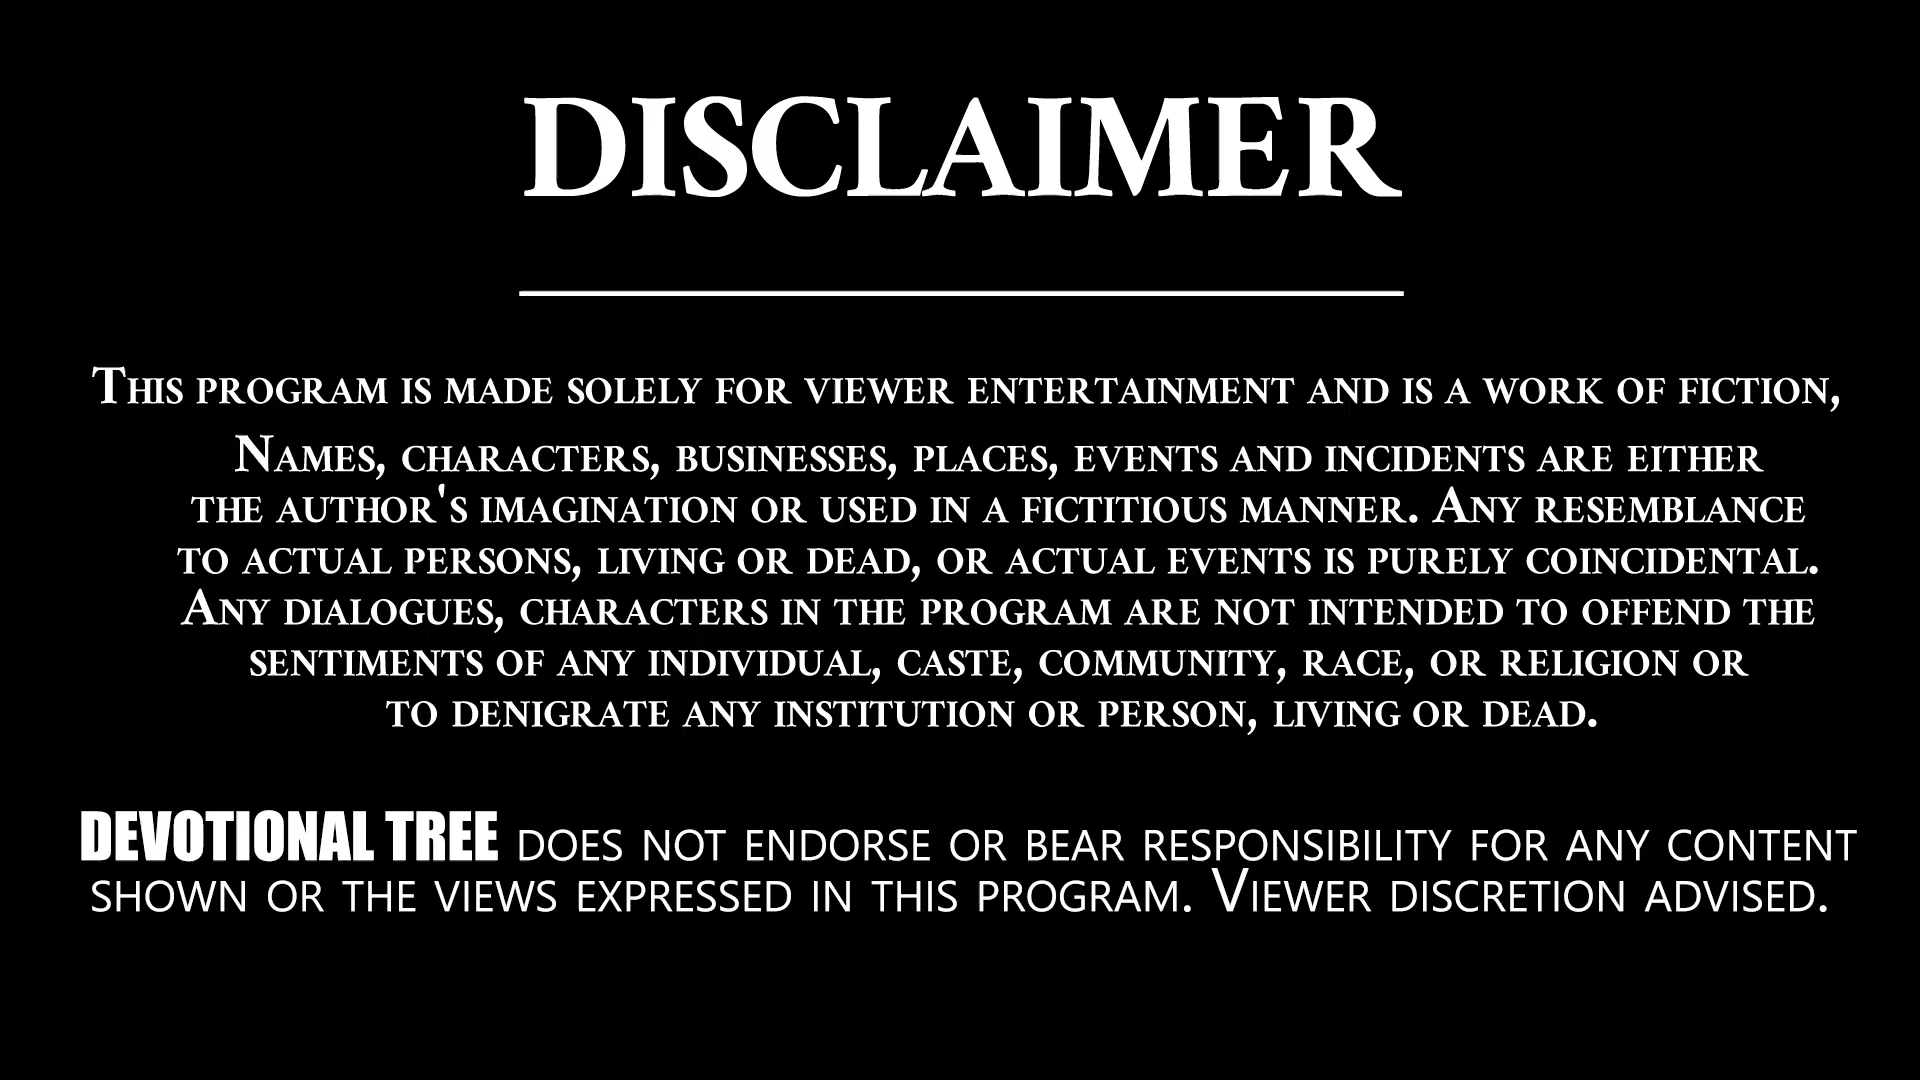 DISCLAIMER
This program is made solely for viewer entertainment and is a work of fiction,
Names, characters, businesses, places, events and incidents are either
the author's imagination or used in a fictitious manner. Any resemblance
to actual persons, living or dead, or actual events is purely coincidental.
Any dialogues, characters in the program are not intended to offend the
sentiments of any individual, caste, community, race, or religion or
to denigrate any institution or person, living or dead.
DEVOTIONAL TREE does not endorse or bear responsibility for any content
shown or the views expressed in this program. Viewer discretion advised.